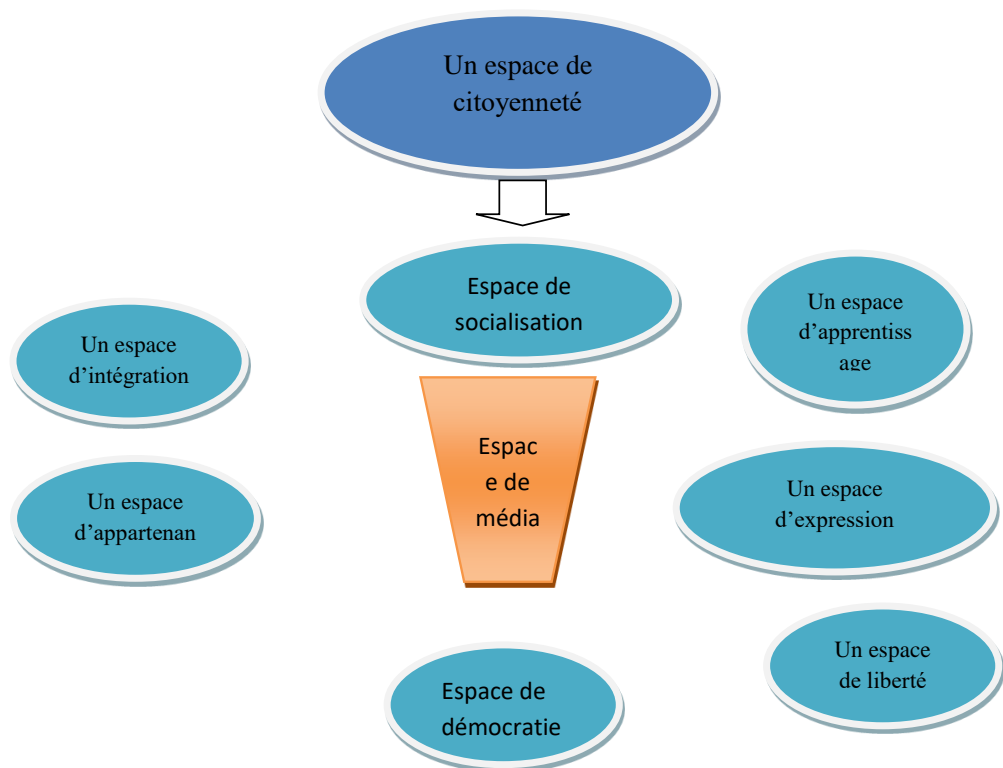 Un espace de
citoyenneté
Espace de
socialisation
Un espace
d'apprentiss
age
Un espace
d'intégration
Espac
e de
média
Un espace
d'appartenan
Un espace
d'expression
Un espace
de liberté
Espace de
démocratie